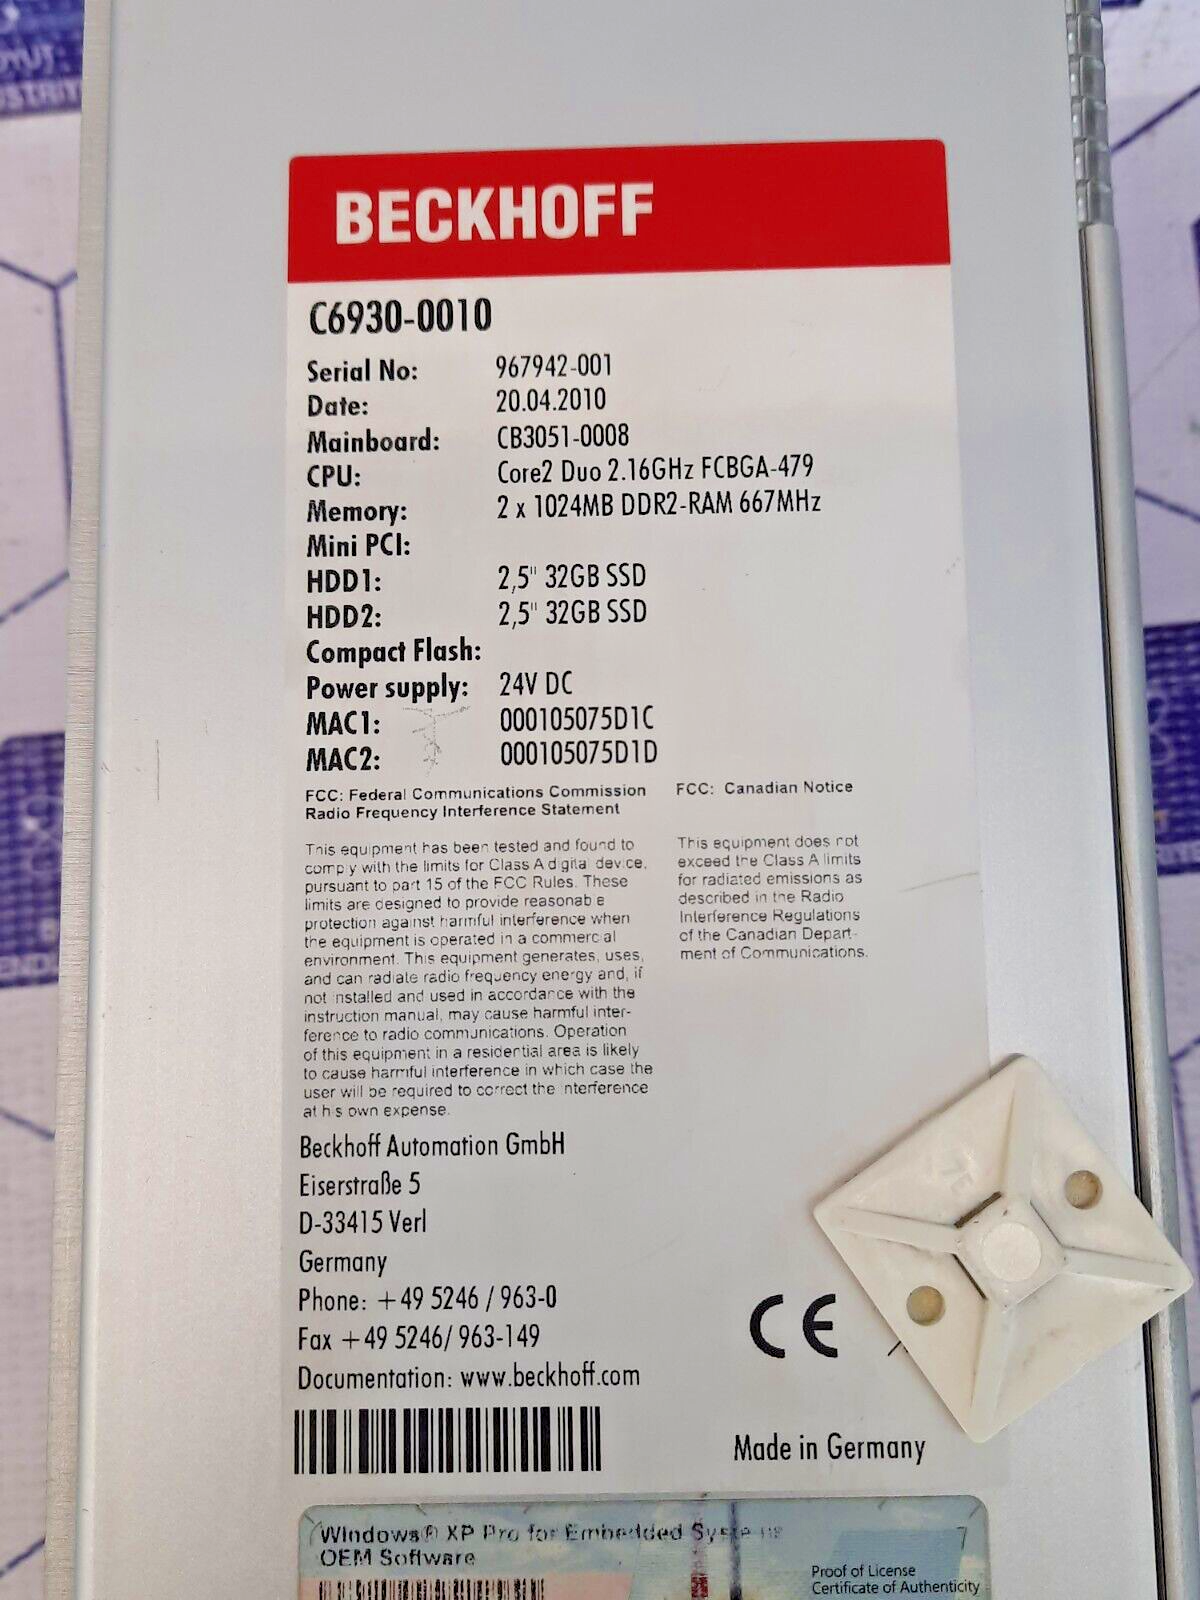 BECKHOFF
C6930-0010
Serial No: 967942-001
Date: 20.04.2010
Mainboard: CB3051-0008
CPU: Core2 Duo 2.16GHz FCBGA-479
Memory: 2 x 1024MB DDR2-RAM 667MHz
Mini PCI:
HDD1: 2,5" 32GB SSD
HDD2: 2,5" 32GB SSD
Compact Flash:
Power supply: 24V DC
MAC1: 000105075D1C
MAC2: 000105075D1D
FCC: Federal Communications Commission
Radio Frequency Interference Statement
This equipment has been tested and found to
comply with the limits for Class A digital device,
pursuant to part 15 of the FCC Rules. These
limits are designed to provide reasonable
protection against harmful interference when
the equipment is operated in a commercial
environment. This equipment generates, uses,
and can radiate radio frequency energy and, if
not installed and used in accordance with the
instruction manual, may cause harmful inter-
ference to radio communications. Operation
of this equipment in a residential area is likely
to cause harmful interference in which case the
user will be required to correct the interference
at his own expense.
FCC: Canadian Notice
This equipment does not
exceed the Class A limits
for radiated emissions as
described in the Radio
Interference Regulations
of the Canadian Depart-
ment of Communications.
Beckhoff Automation GmbH
Eiserstraße 5
D-33415 Verl
Germany
Phone: +49 5246 / 963-0
Fax +49 5246/ 963-149
Documentation: www.beckhoff.com
CE
Made in Germany
Windows® XP Pro for Embedded Systems
OEM Software
7
Proof of License
Certificate of Authenticity